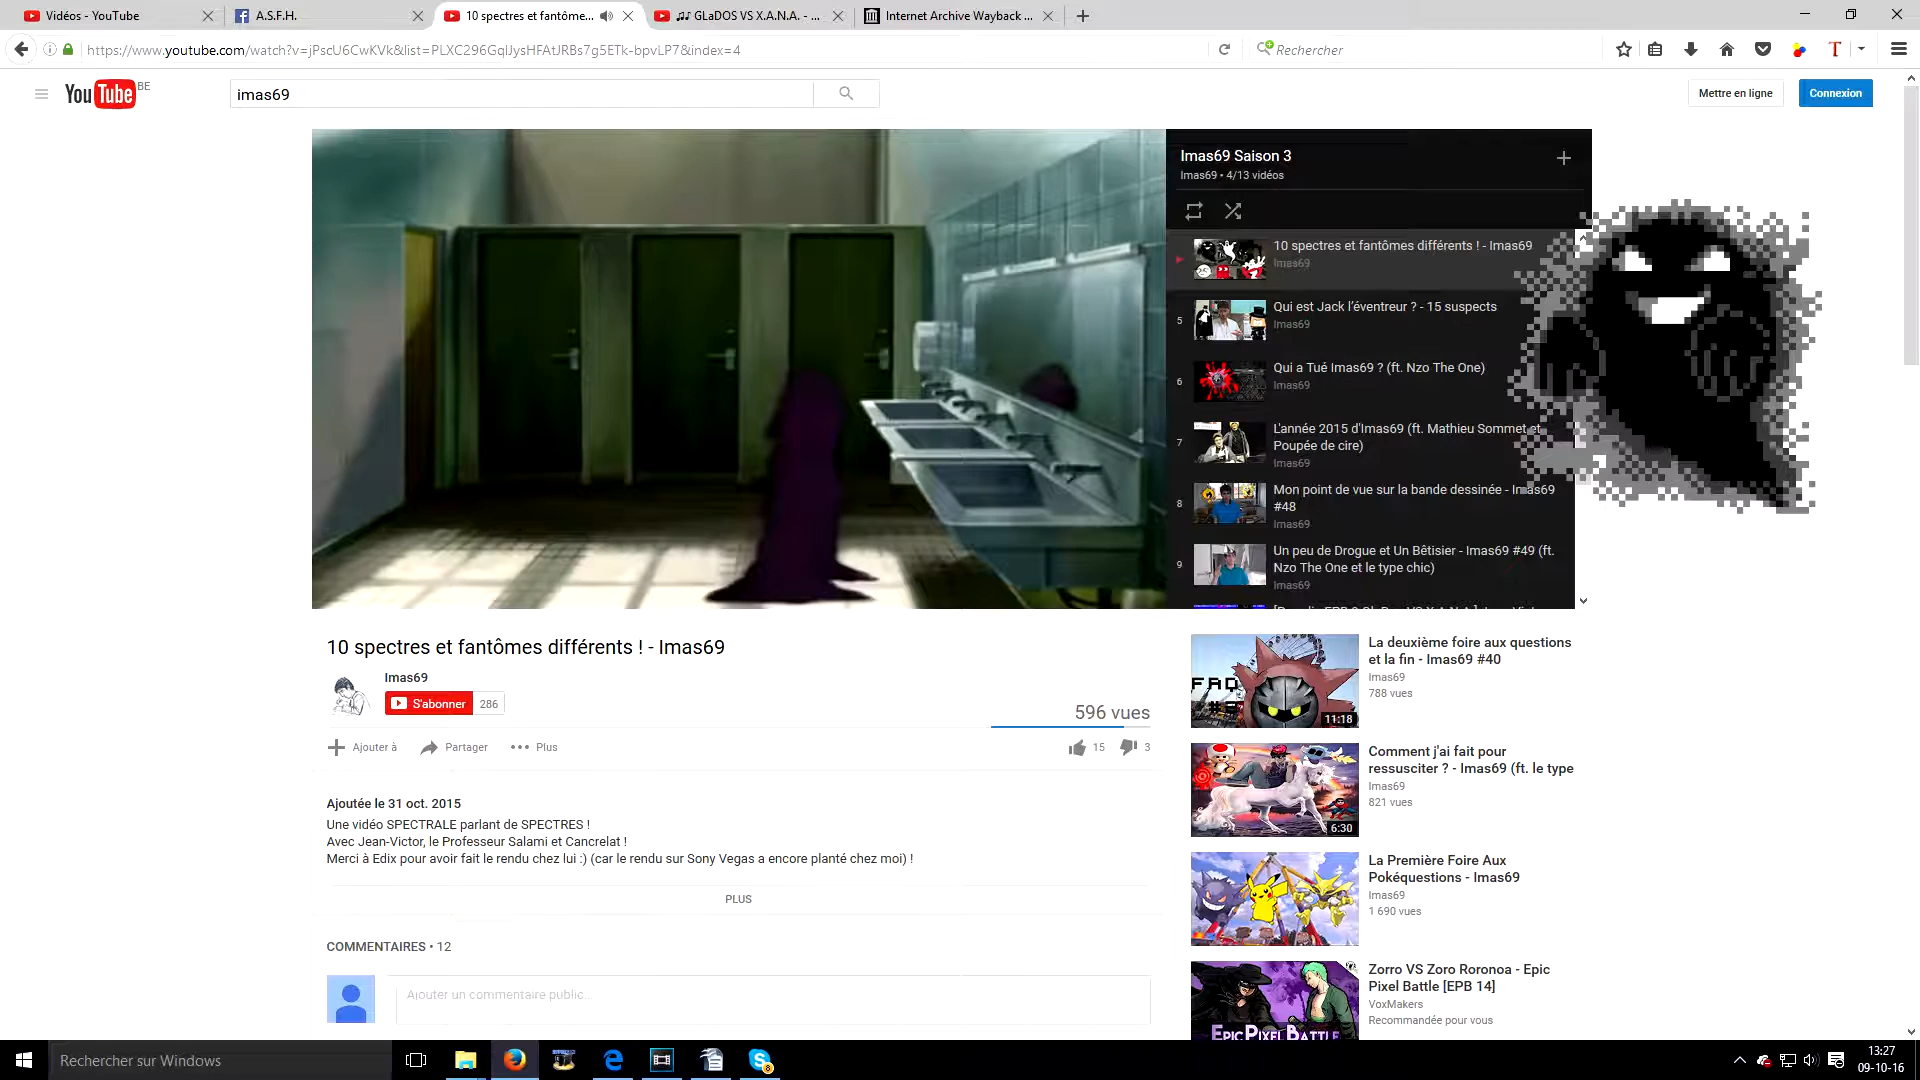 Vidéos - YouTube
A.S.F.H.
10 spectres et fantôme...
GLaDOS VS X.A.N.A. - ...
Internet Archive Wayback ...
https://www.youtube.com/watch?v=jPscU6CwKVk&list=PLXC296GqlJysHFAtJRBs7g5ETk-bpvLP7&index=4
Rechercher
YouTube BE
imas69
Mettre en ligne
Connexion
Imas69 Saison 3
Imas69 • 4/13 vidéos
10 spectres et fantômes différents ! - Imas69
Imas69
5
Qui est Jack l'éventreur ? - 15 suspects
Imas69
6
Qui a Tué Imas69 ? (ft. Nzo The One)
Imas69
7
L'année 2015 d'Imas69 (ft. Mathieu Sommet et
Poupée de cire)
Imas69
8
Mon point de vue sur la bande dessinée - Imas69
#48
Imas69
9
Un peu de Drogue et Un Bêtisier - Imas69 #49 (ft.
Nzo The One et le type chic)
Imas69
10 spectres et fantômes différents ! - Imas69
Imas69
S'abonner
286
596 vues
Ajouter à
Partager
Plus
15
3
Ajoutée le 31 oct. 2015
Une vidéo SPECTRALE parlant de SPECTRES !
Avec Jean-Victor, le Professeur Salami et Cancrelat !
Merci à Edix pour avoir fait le rendu chez lui :) (car le rendu sur Sony Vegas a encore planté chez moi) !
PLUS
COMMENTAIRES • 12
Ajouter un commentaire public...
FAQ
11:18
La deuxième foire aux questions
et la fin - Imas69 #40
Imas69
788 vues
6:30
Comment j'ai fait pour
ressusciter ? - Imas69 (ft. le type
Imas69
821 vues
La Première Foire Aux
Pokéquestions - Imas69
Imas69
1 690 vues
EPIC PIXEL BATTLE
Zorro VS Zoro Roronoa - Epic
Pixel Battle [EPB 14]
VoxMakers
Recommandée pour vous
Rechercher sur Windows
8
13:27
09-10-16